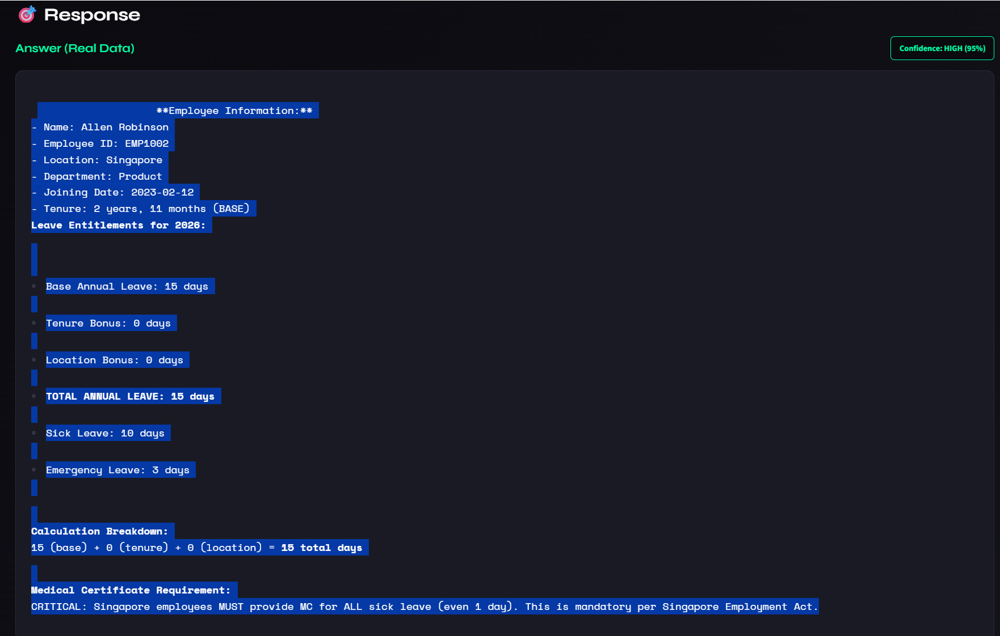 Response
Answer (Real Data)
Confidence: HIGH (95%)
**Employee Information:**
- Name: Allen Robinson
- Employee ID: EMP1002
- Location: Singapore
- Department: Product
- Joining Date: 2023-02-12
- Tenure: 2 years, 11 months (BASE)
Leave Entitlements for 2026:
• Base Annual Leave: 15 days
• Tenure Bonus: 0 days
• Location Bonus: 0 days
• TOTAL ANNUAL LEAVE: 15 days
• Sick Leave: 10 days
• Emergency Leave: 3 days
Calculation Breakdown:
15 (base) + 0 (tenure) + 0 (location) = 15 total days
Medical Certificate Requirement:
CRITICAL: Singapore employees MUST provide MC for ALL sick leave (even 1 day). This is mandatory per Singapore Employment Act.